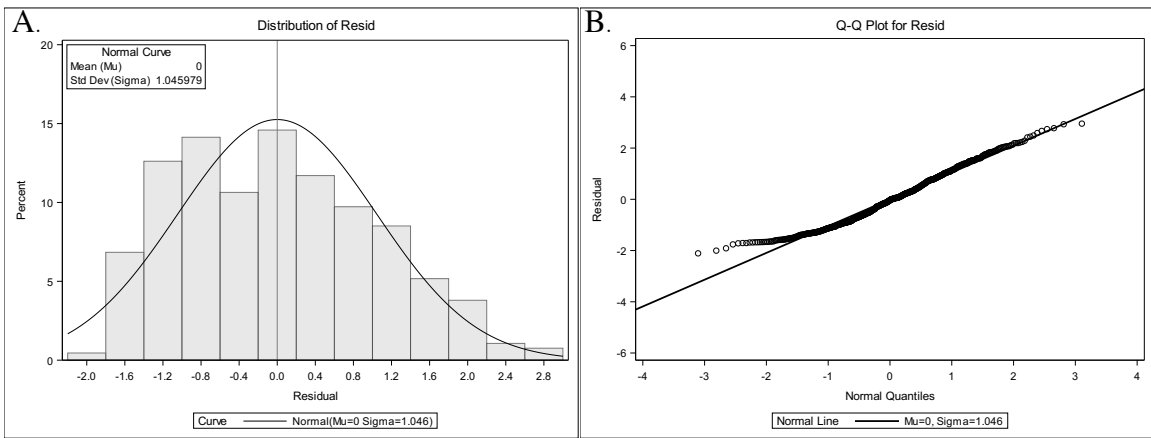 A.
Distribution of Resid
Normal Curve
Mean (Mu) 0
Std Dev (Sigma) 1.045979
20
15
10
5
0
Percent
-2.0 -1.6 -1.2 -0.8 -0.4 0.0 0.4 0.8 1.2 1.6 2.0 2.4 2.8
Residual
Curve Normal(Mu=0 Sigma=1.046)
B.
Q-Q Plot for Resid
6
4
2
0
-2
-4
-6
Residual
-4 -3 -2 -1 0 1 2 3 4
Normal Quantiles
Normal Line Mu=0, Sigma=1.046